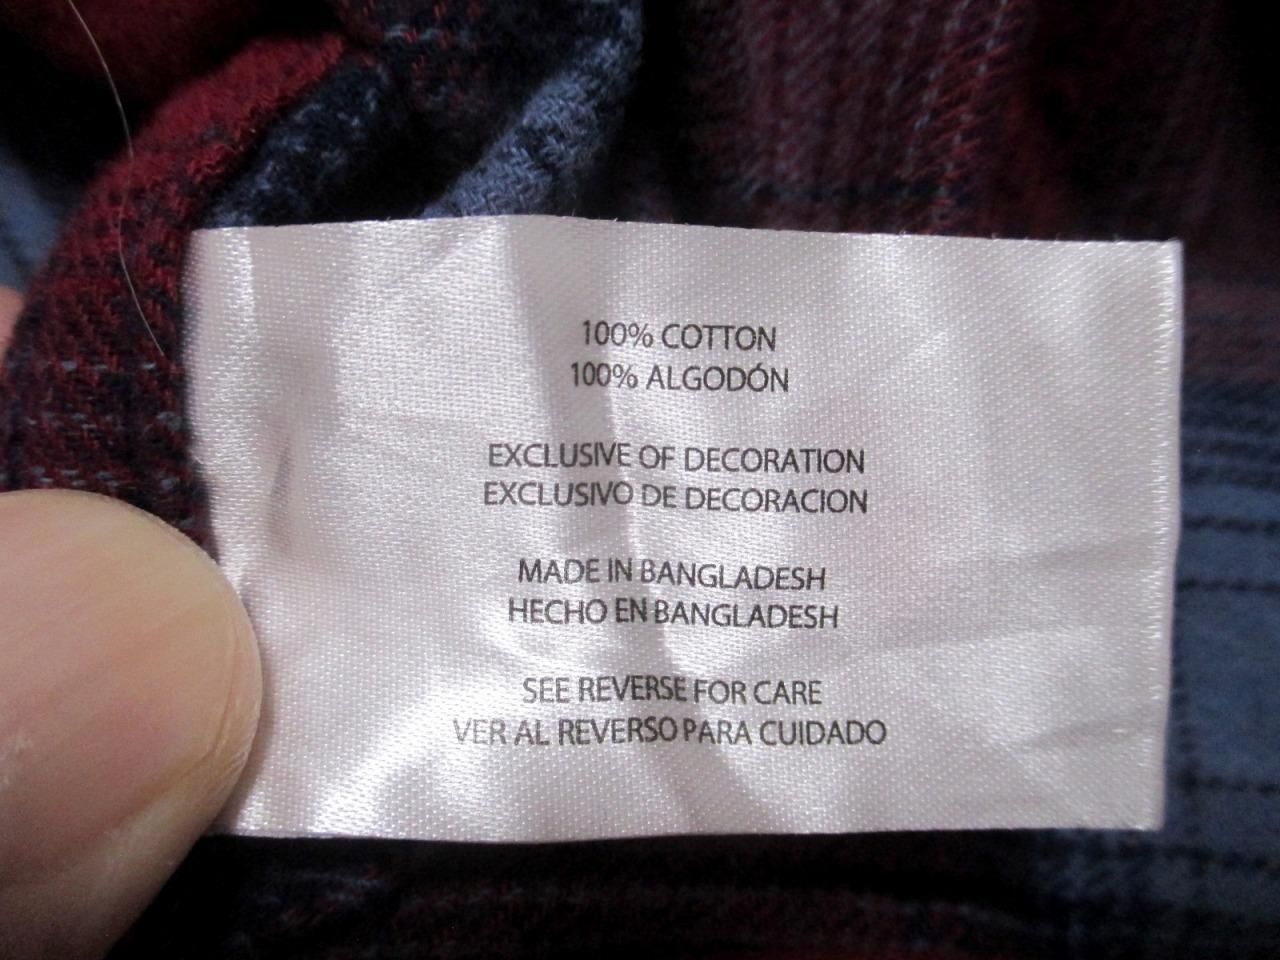 100% COTTON
100% ALGODÓN
EXCLUSIVE OF DECORATION
EXCLUSIVO DE DECORACION
MADE IN BANGLADESH
HECHO EN BANGLADESH
SEE REVERSE FOR CARE
VER AL REVERSO PARA CUIDADO